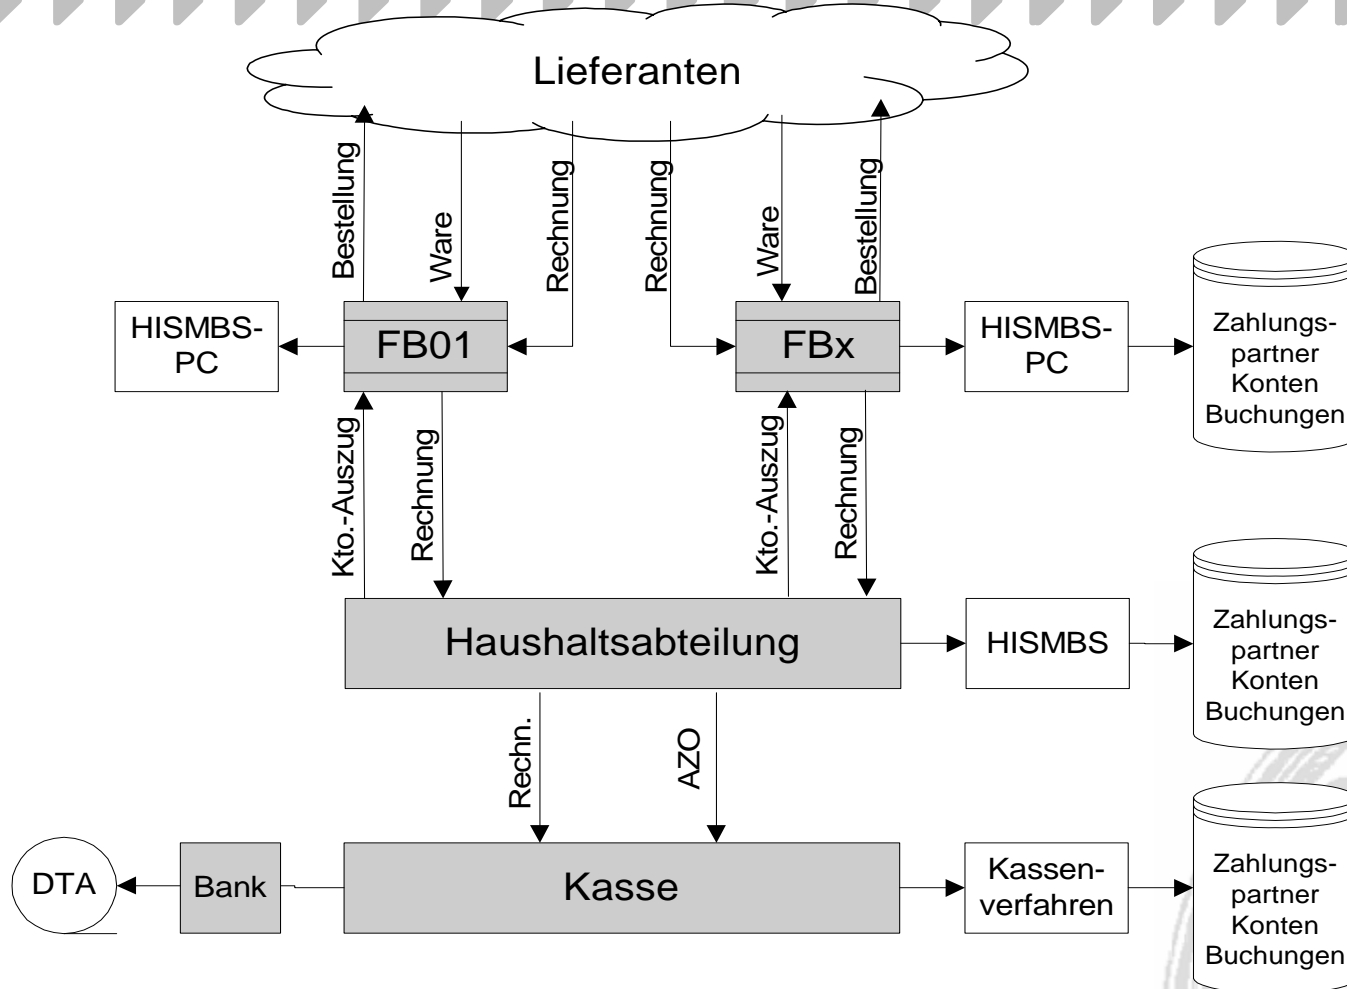 Lieferanten
Bestellung
Ware
Rechnung
Rechnung
Ware
Bestellung
HISMBS-
PC
FB01
FBx
HISMBS-
PC
Zahlungs-
partner
Konten
Buchungen
Kto.-Auszug
Rechnung
Kto.-Auszug
Rechnung
Haushaltsabteilung
HISMBS
Zahlungs-
partner
Konten
Buchungen
Rechn.
AZO
DTA
Bank
Kasse
Kassen-
verfahren
Zahlungs-
partner
Konten
Buchungen